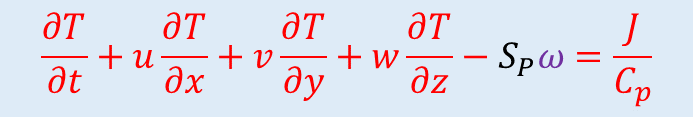 ∂T/∂t + u ∂T/∂x + v ∂T/∂y + w ∂T/∂z − S_P ω = J/C_p